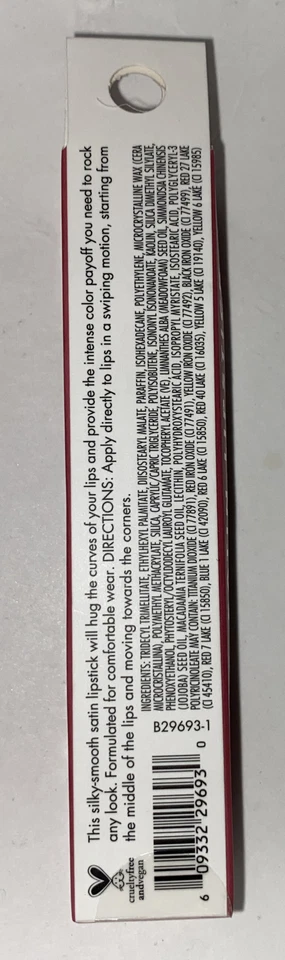 This silky-smooth satin lipstick will hug the curves of your lips and provide the intense color payoff you need to rock
any look. Formulated for comfortable wear. DIRECTIONS: Apply directly to lips in a swiping motion, starting from
the middle of the lips and moving towards the corners.
INGREDIENTS: TRIDECYL TRIMELLITATE, ETHYLHEXYL PALMITATE, DIISOSTEARYL MALATE, PARAFFIN, ISOHEXADECANE, POLYETHYLENE, MICROCRYSTALLINE WAX (CERA
MICROCRISTALLINA), POLYMETHYL METHACRYLATE, SILICA, CAPRYLIC/CAPRIC TRIGLYCERIDE, POLYISOBUTENE, ISONONYL ISONONANOATE, KAOLIN, SILICA DIMETHYL SILYLATE,
PHENOXYETHANOL, PHYTOSTERYL/OCTYLDODECYL LAUROYL GLUTAMATE, TOCOPHERYL ACETATE (VE), LIMNANTHES ALBA (MEADOWFOAM) SEED OIL, SIMMONDSIA CHINENSIS
(JOJOBA) SEED OIL, MACADAMIA TERNIFOLIA SEED OIL, LECITHIN, POLYHYDROXYSTEARIC ACID, ISOPROPYL MYRISTATE, ISOSTEARIC ACID, POLYGLYCERYL-3
POLYRICINOLEATE MAY CONTAIN: TITANIUM DIOXIDE (CI 77891), RED IRON OXIDE (CI 77491), YELLOW IRON OXIDE (CI 77492), BLACK IRON OXIDE (CI 77499), RED 27 LAKE
(CI 45410), RED 7 LAKE (CI 15850), BLUE 1 LAKE (CI 42090), RED 6 LAKE (CI 15850), RED 40 LAKE (CI 16035), YELLOW 5 LAKE (CI 19140), YELLOW 6 LAKE (CI 15985)
crueltyfree
andvegan
B29693-1
6 09332 29693 0